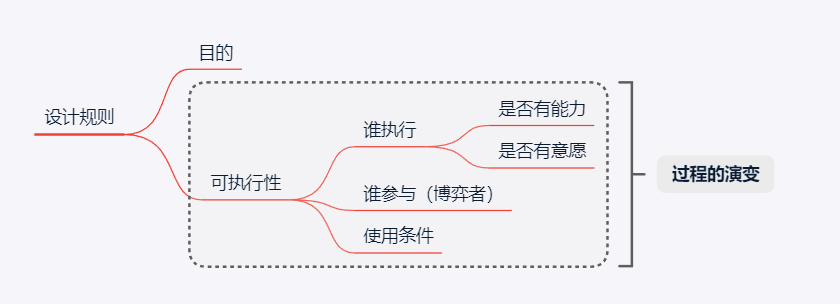 目的
设计规则
可执行性
谁执行
是否有能力
是否有意愿
谁参与（博弈者）
使用条件
过程的演变